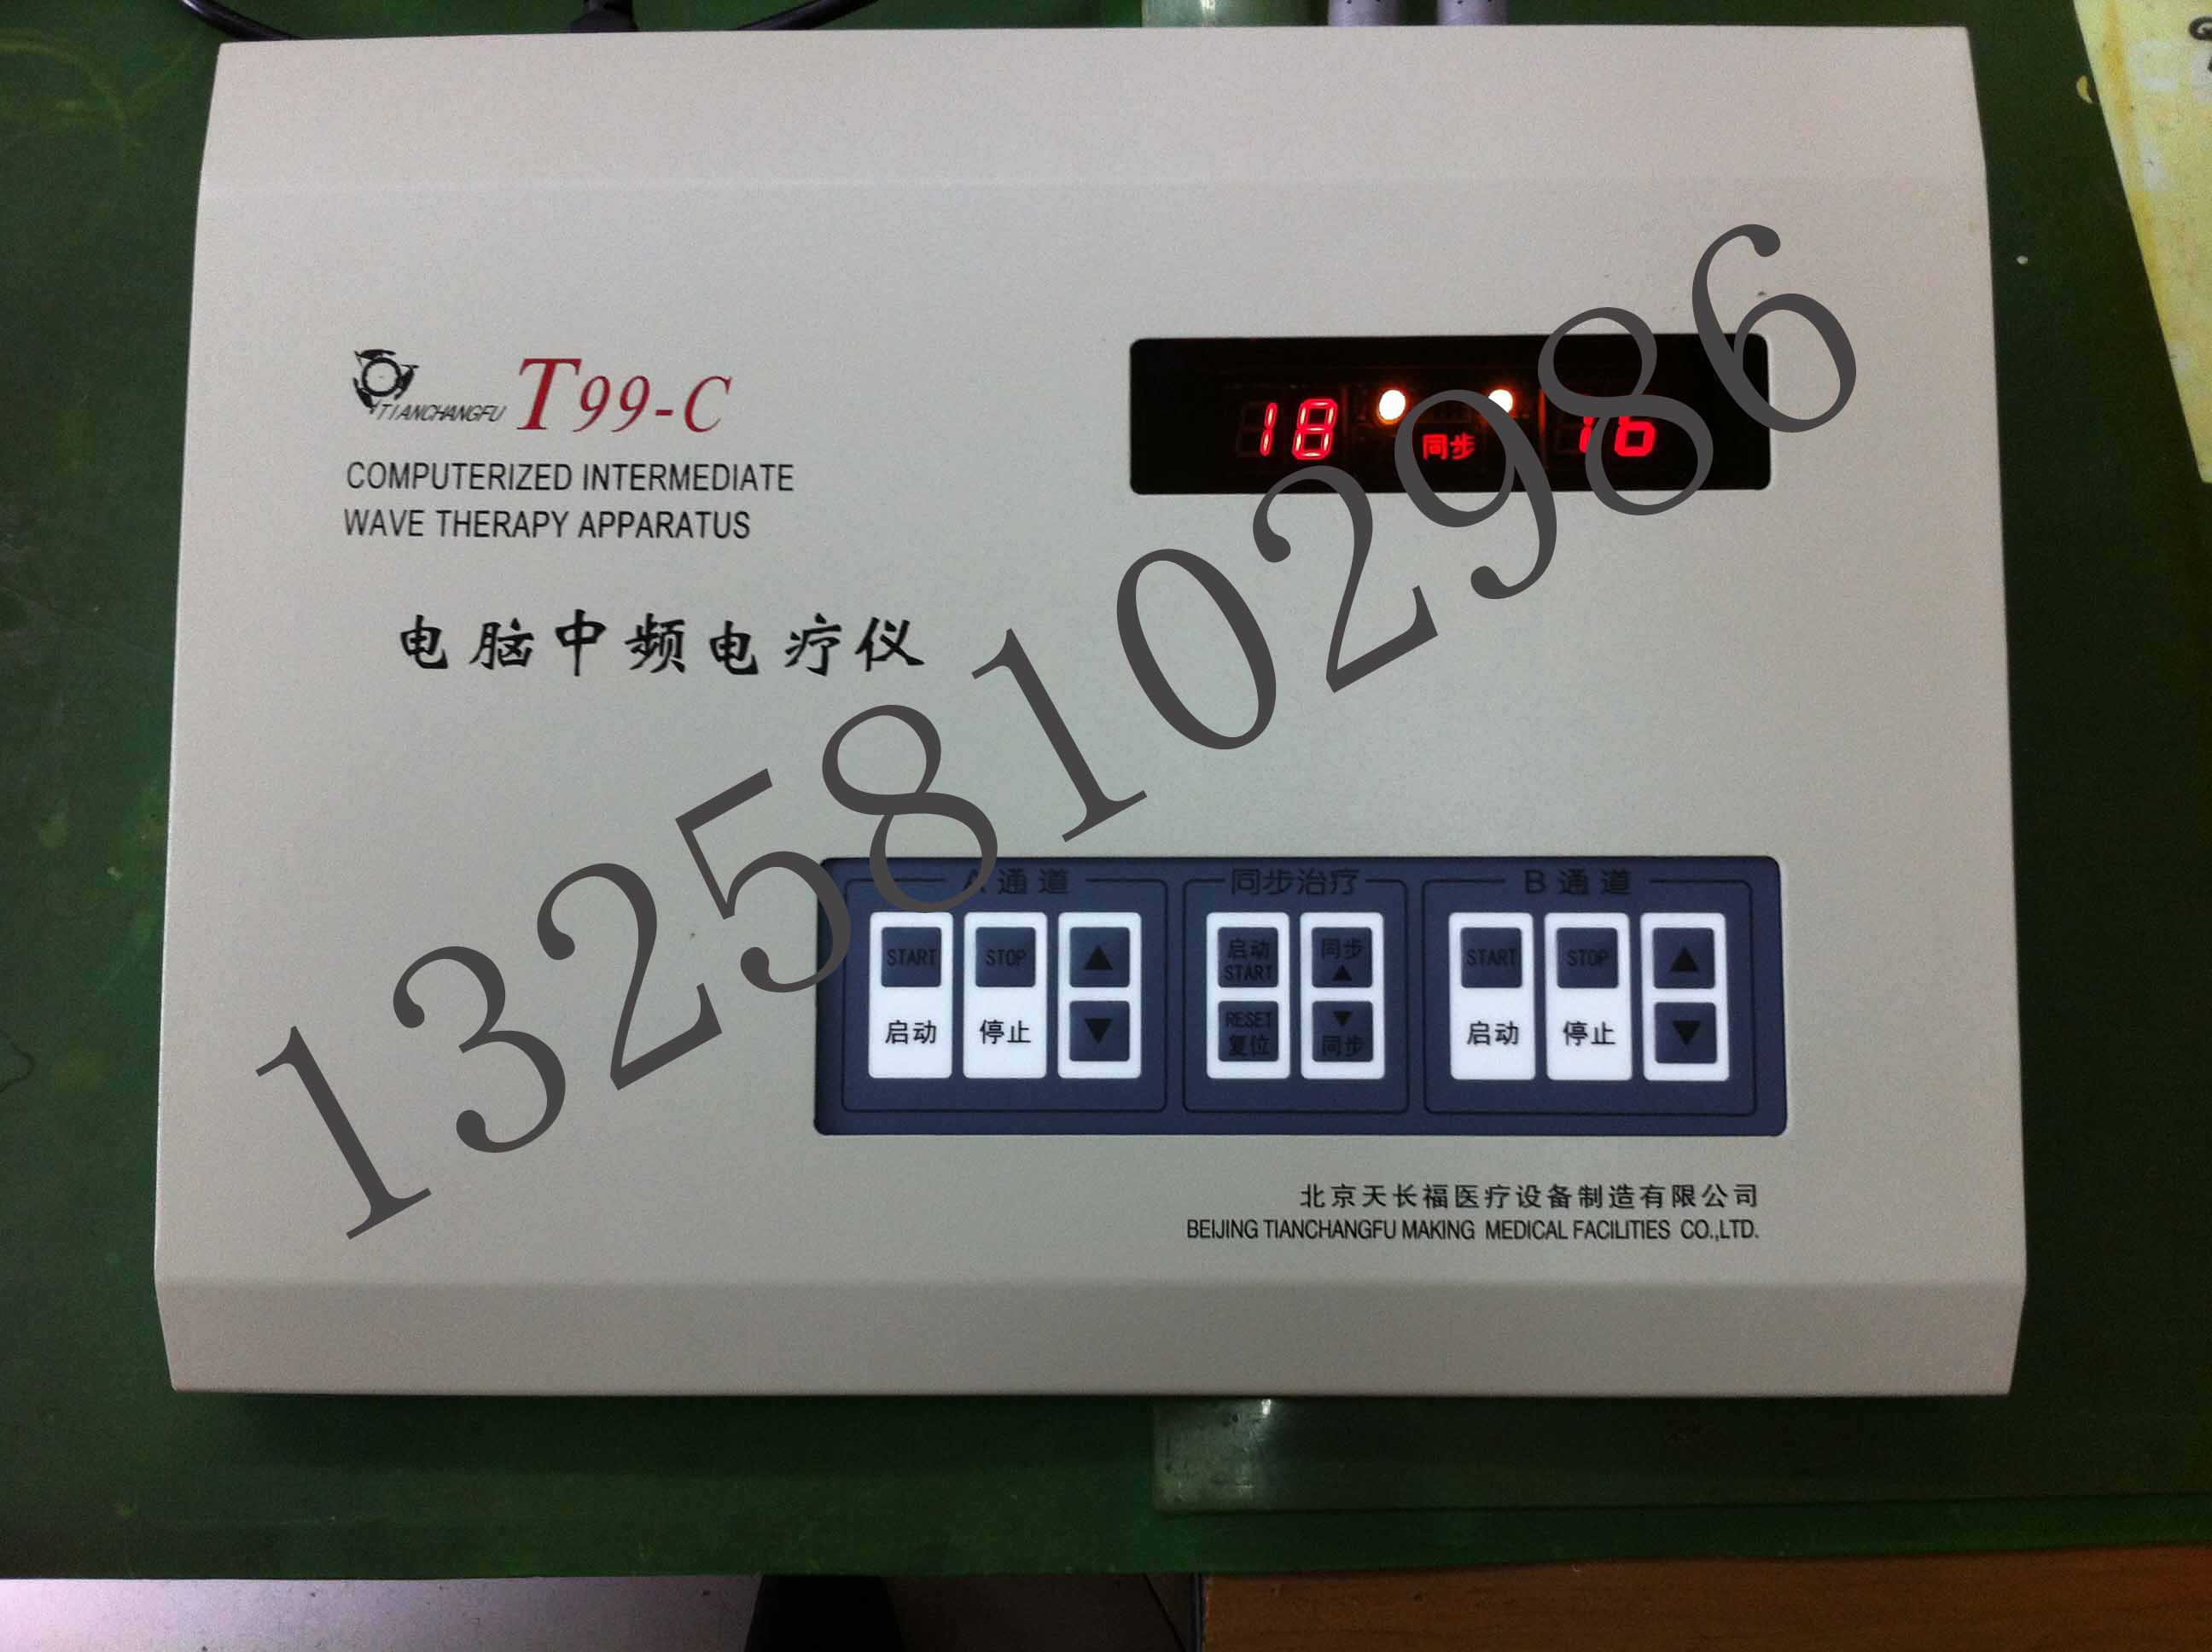 TIANCHANGFU T99-C
COMPUTERIZED INTERMEDIATE
WAVE THERAPY APPARATUS
电脑中频电疗仪
18 同步 16
13258102986
A通道 同步治疗 B通道
START STOP ▲ 启动 START 同步 ▲ START STOP ▲
启动 停止 ▼ RESET 复位 ▼ 同步 启动 停止 ▼
北京天长福医疗设备制造有限公司
BEIJING TIANCHANGFU MAKING MEDICAL FACILITIES CO.,LTD.